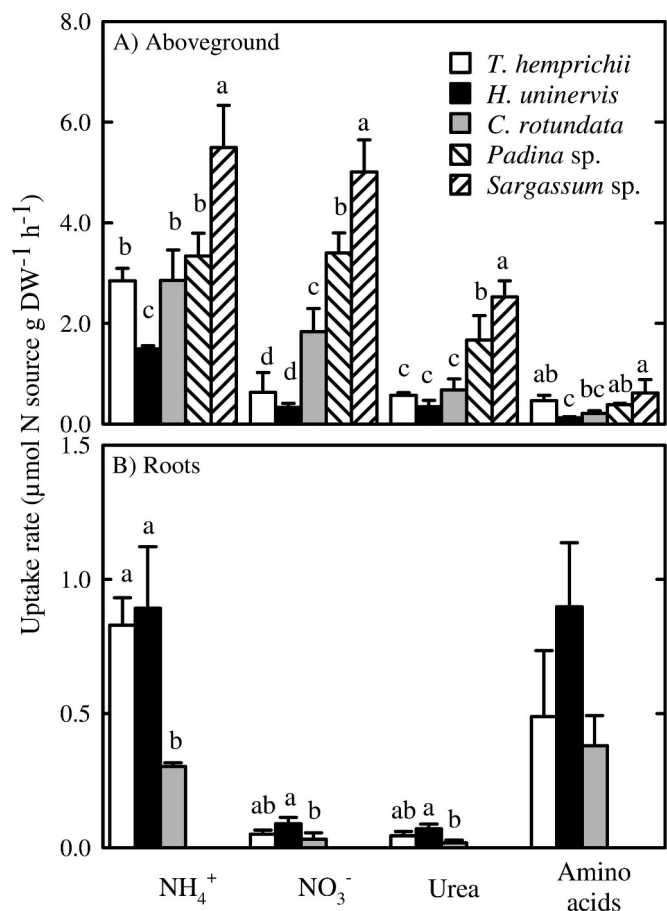 8.0
A) Aboveground
T. hemprichii
H. uninervis
C. rotundata
Padina sp.
Sargassum sp.
6.0
4.0
2.0
0.0
b
c
b
b
a
d
d
c
b
a
c
c
c
b
a
ab
c
bc
ab
a
Uptake rate (µmol N source g DW⁻¹ h⁻¹)
1.5
B) Roots
1.0
0.5
0.0
a
a
b
ab
a
b
ab
a
b
NH₄⁺
NO₃⁻
Urea
Amino
acids